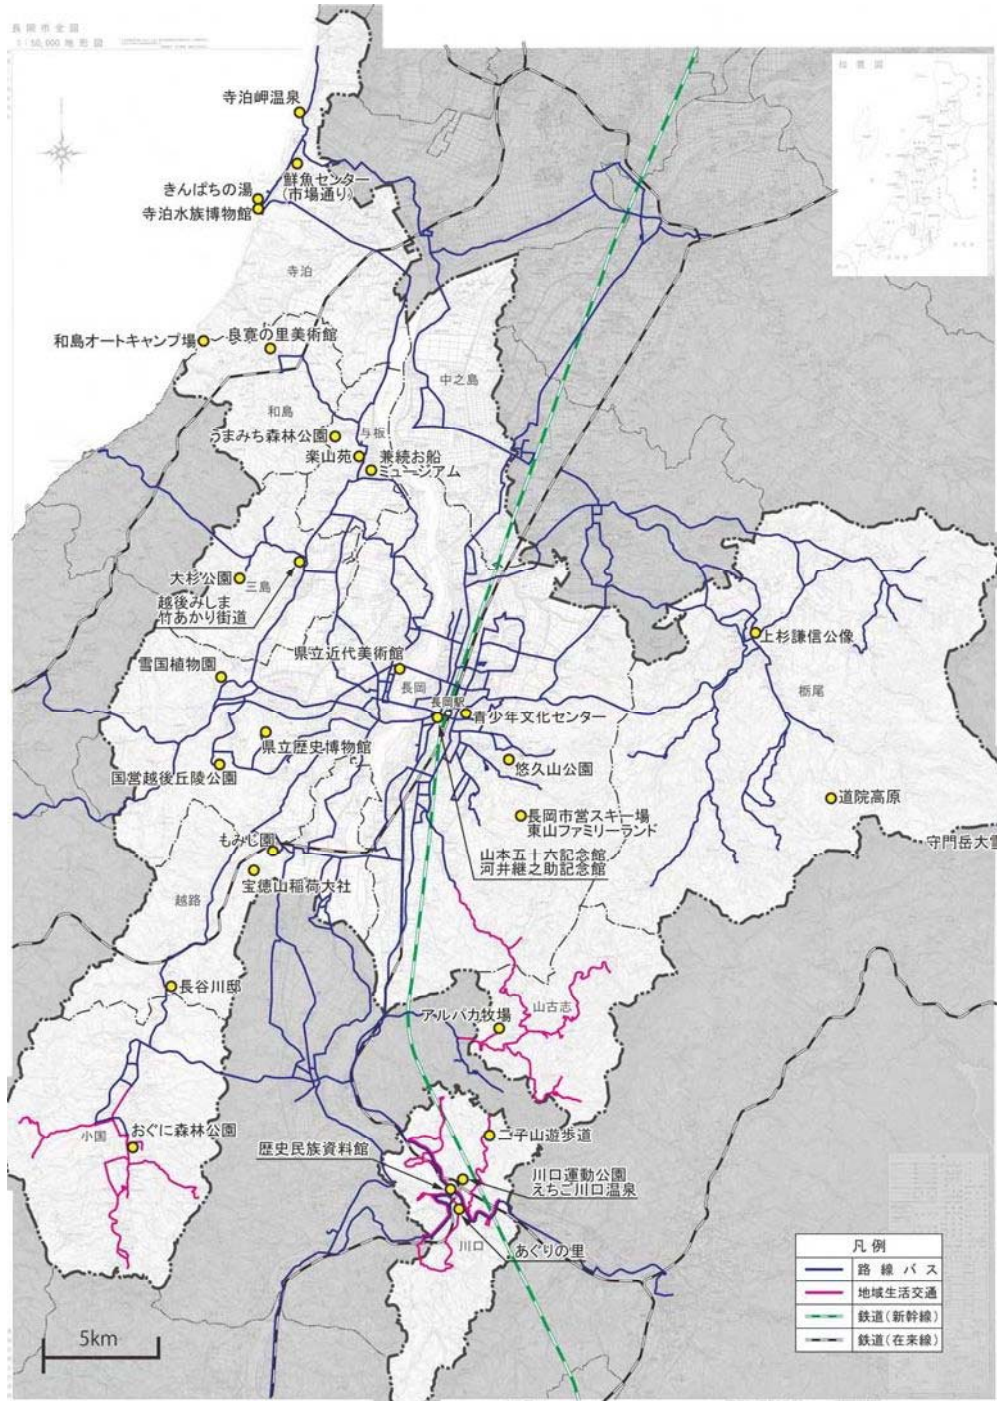 長岡市全図
1:50,000 地形図
位置図
寺泊岬温泉
鮮魚センター
(市場通り)
きんぱちの湯
寺泊水族博物館
寺泊
和島オートキャンプ場
良寛の里美術館
中之島
和島
与板
うまみち森林公園
楽山苑
兼続お船
ミュージアム
大杉公園
三島
越後みしま
竹あかり街道
上杉謙信公像
県立近代美術館
雪国植物園
長岡
栃尾
長岡駅
青少年文化センター
県立歴史博物館
国営越後丘陵公園
悠久山公園
道院高原
長岡市営スキー場
東山ファミリーランド
守門岳大雪
もみじ園
山本五十六記念館
河井継之助記念館
宝徳山稲荷大社
越路
長谷川邸
山古志
アルパカ牧場
小国
おぐに森林公園
二子山遊歩道
歴史民族資料館
川口運動公園
えちご川口温泉
川口
あぐりの里
凡例
路線バス
地域生活交通
鉄道(新幹線)
鉄道(在来線)
5km